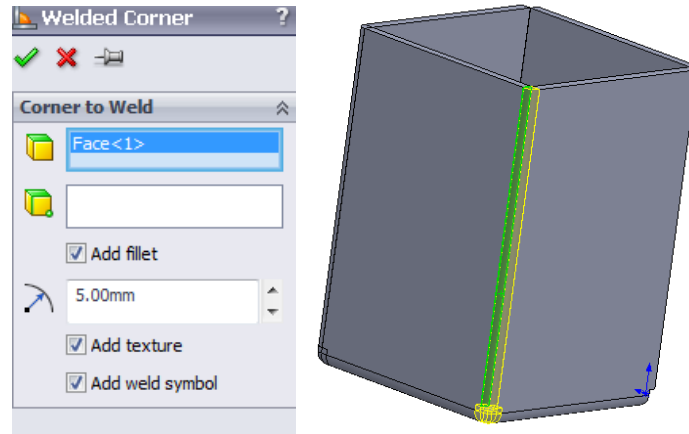 Welded Corner ?
Corner to Weld
Face<1>
Add fillet
5.00mm
Add texture
Add weld symbol